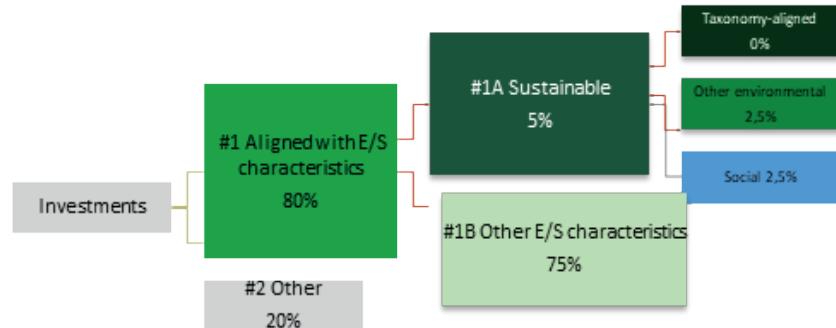 Investments
#1 Aligned with E/S
characteristics
80%
#2 Other
20%
#1A Sustainable
5%
#1B Other E/S characteristics
75%
Taxonomy-aligned
0%
Other environmental
2,5%
Social 2,5%